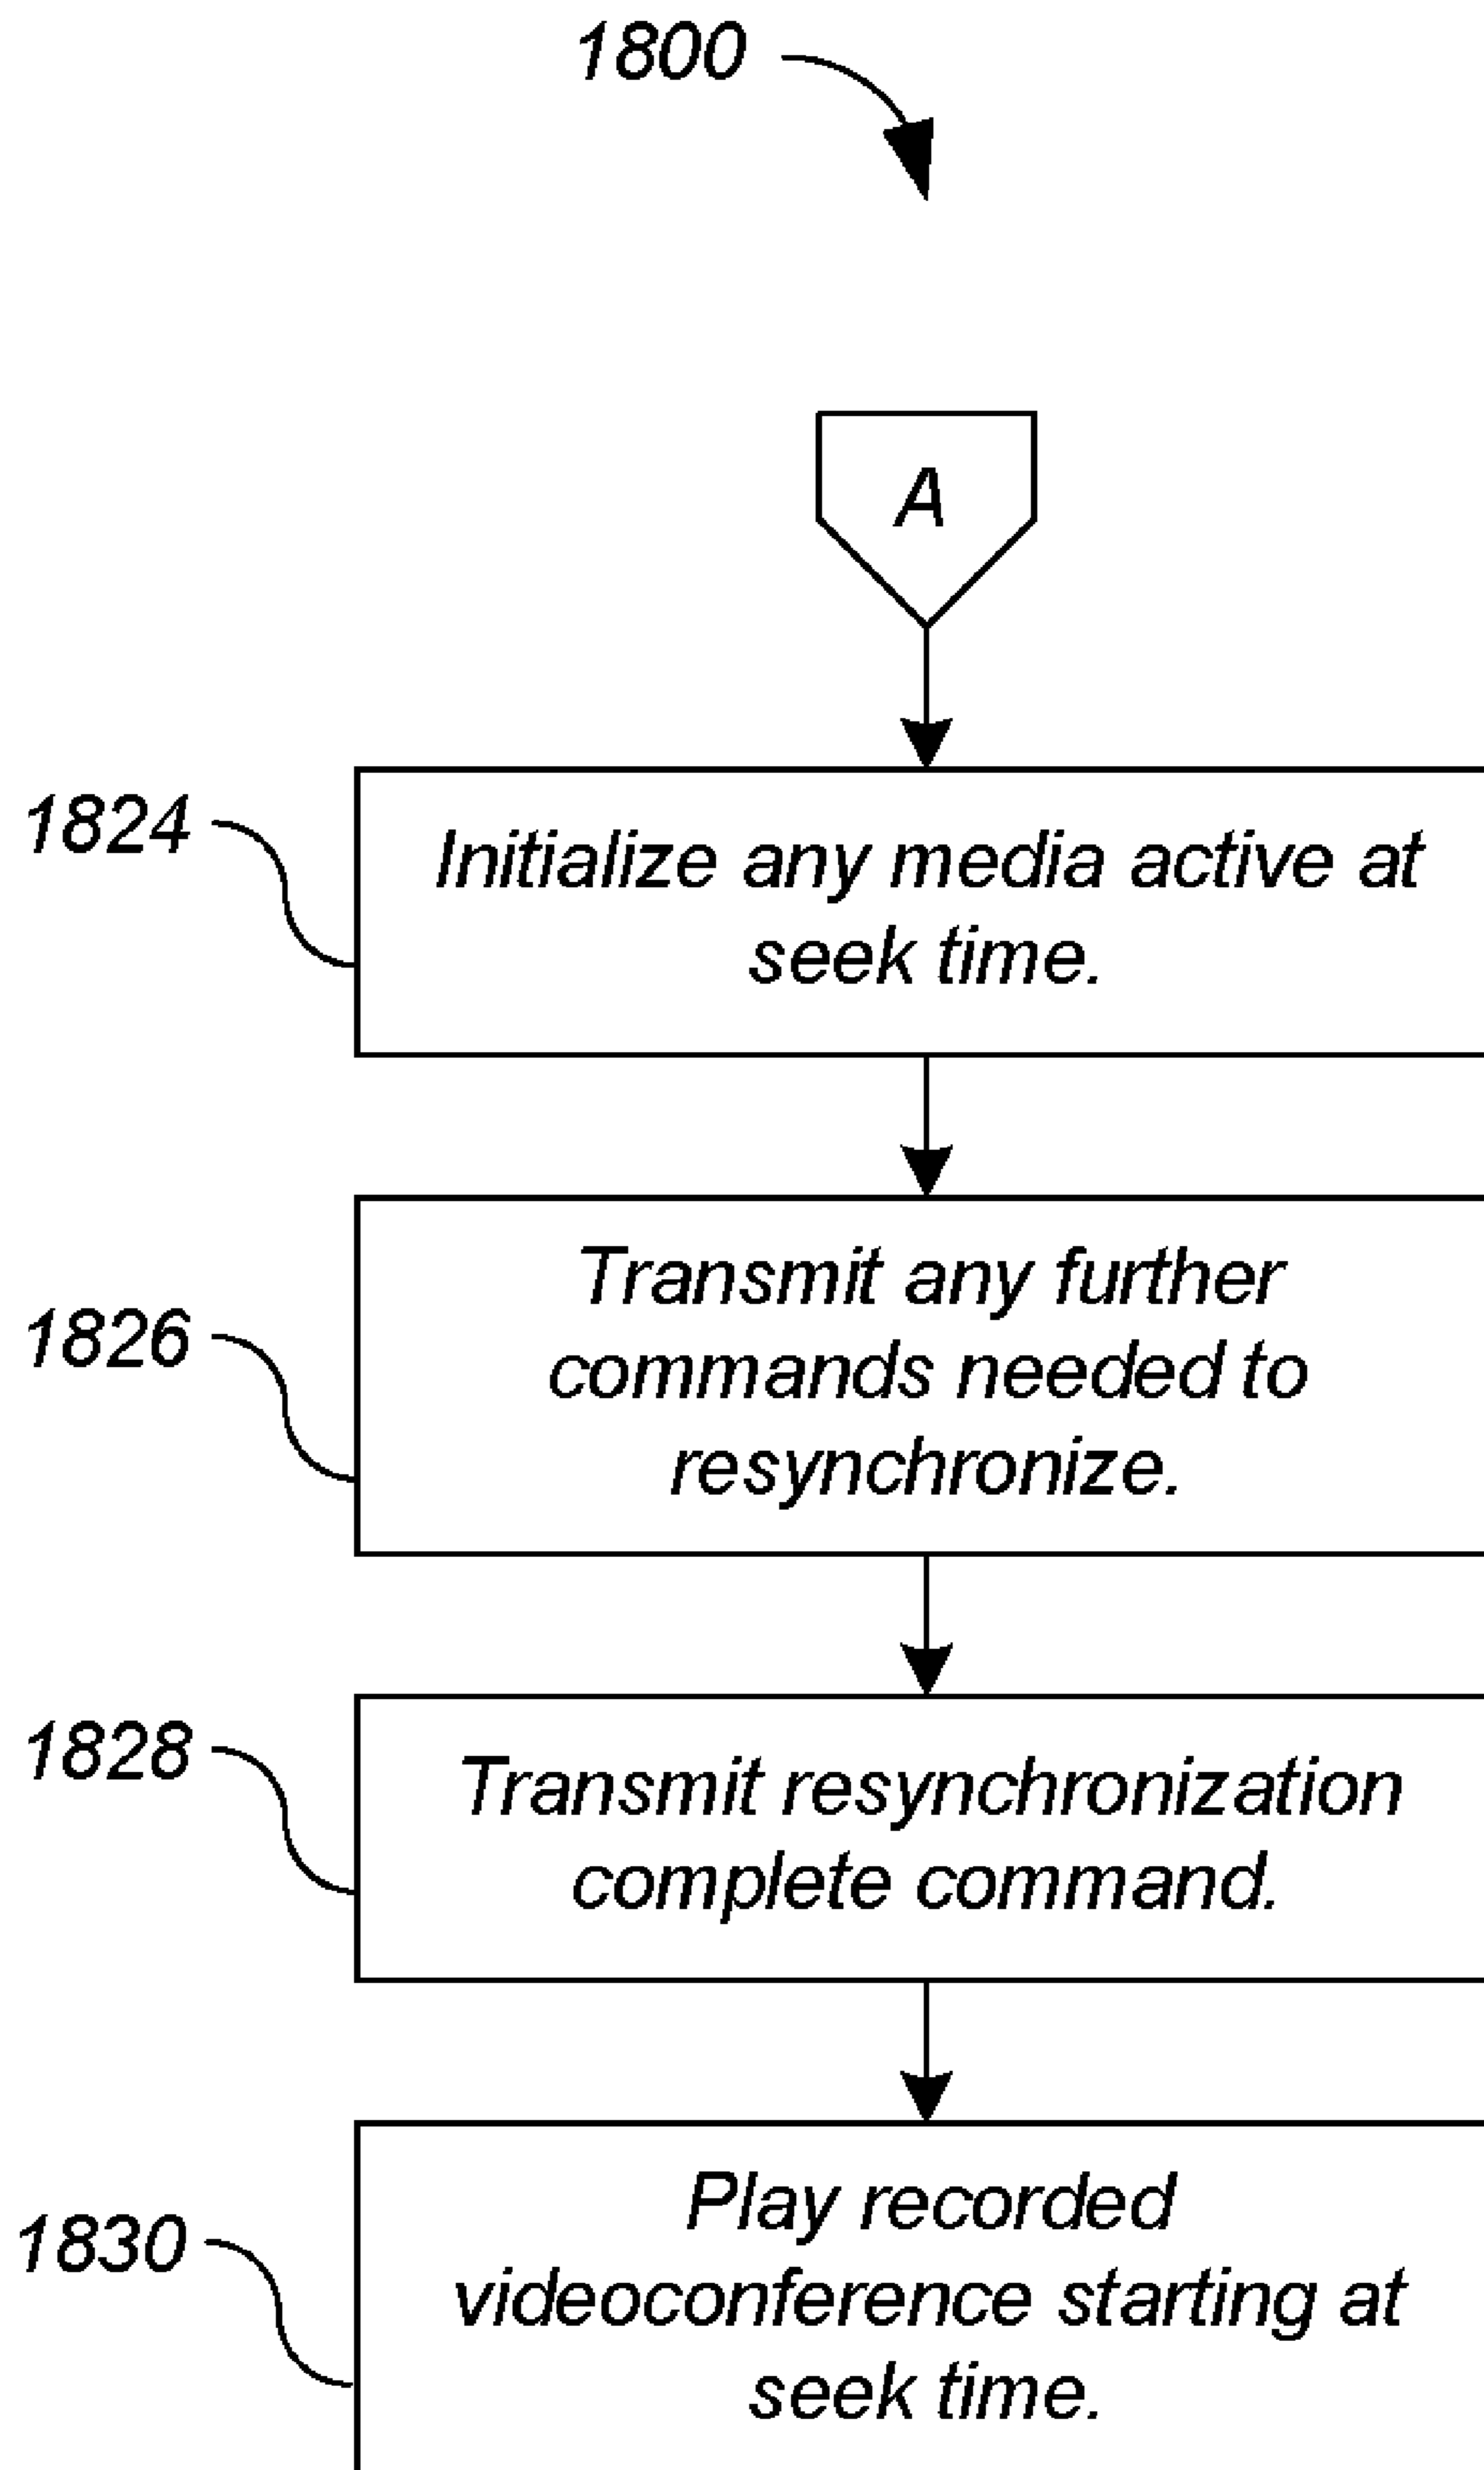 1800
A
1824
Initialize any media active at
seek time.
1826
Transmit any further
commands needed to
resynchronize.
1828
Transmit resynchronization
complete command.
1830
Play recorded
videoconference starting at
seek time.